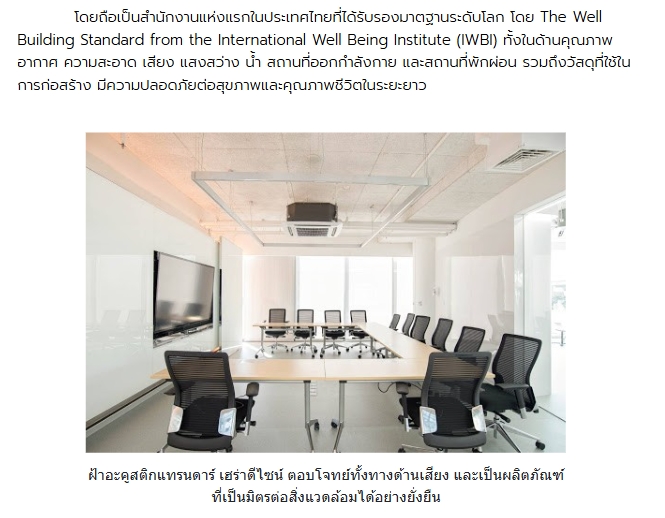 โดยถือเป็นสำนักงานแห่งแรกในประเทศไทยที่ได้รับรองมาตฐานระดับโลก โดย The Well
Building Standard from the International Well Being Institute (IWBI) ทั้งในด้านคุณภาพ
อากาศ ความสะอาด เสียง แสงสว่าง น้ำ สถานที่ออกกำลังกาย และสถานที่พักผ่อน รวมถึงวัสดุที่ใช้ใน
การก่อสร้าง มีความปลอดภัยต่อสุขภาพและคุณภาพชีวิตในระยะยาว
ฝ้าอะคูสติกแทรนดาร์ เฮร่าดีไซน์ ตอบโจทย์ทั้งทางด้านเสียง และเป็นผลิตภัณฑ์
ที่เป็นมิตรต่อสิ่งแวดล้อมได้อย่างยั่งยืน